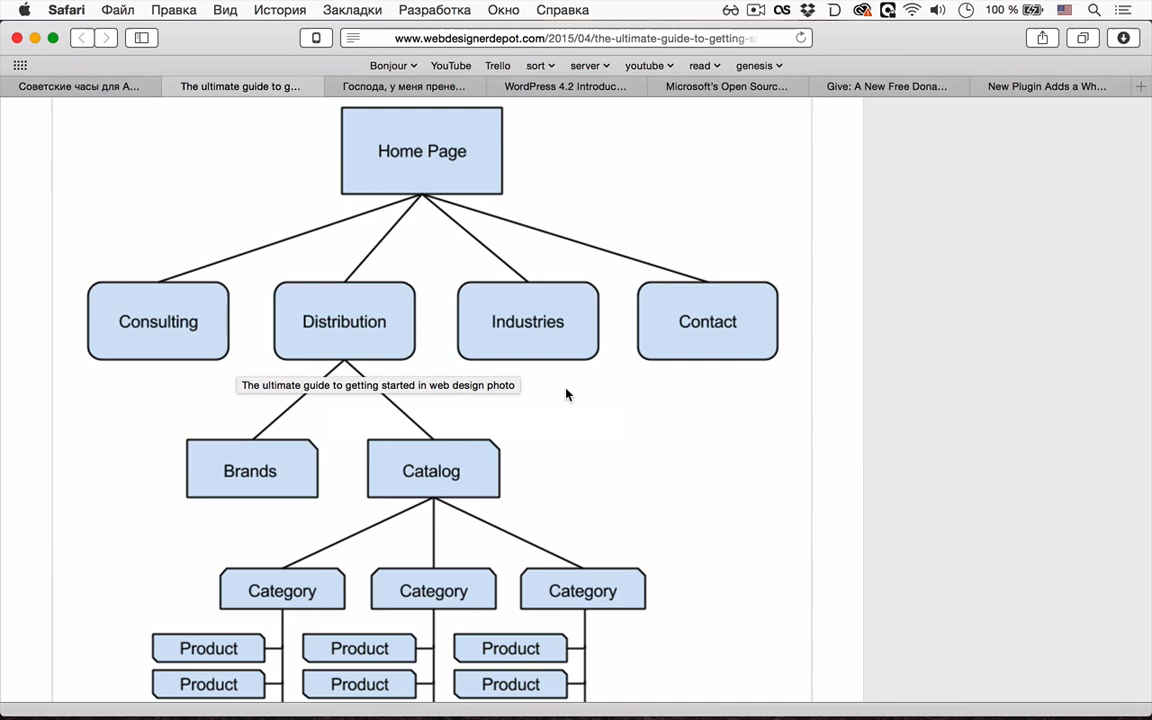 Safari Файл Правка Вид История Закладки Разработка Окно Справка 100 %
www.webdesignerdepot.com/2015/04/the-ultimate-guide-to-getting-s
Bonjour YouTube Trello sort server youtube read genesis
Советские часы для A... The ultimate guide to g... Господа, у меня прене... WordPress 4.2 Introduc... Microsoft's Open Sourc... Give: A New Free Dona... New Plugin Adds a Wh...
Home Page
Consulting Distribution Industries Contact
The ultimate guide to getting started in web design photo
Brands Catalog
Category Category Category
Product Product Product
Product Product Product